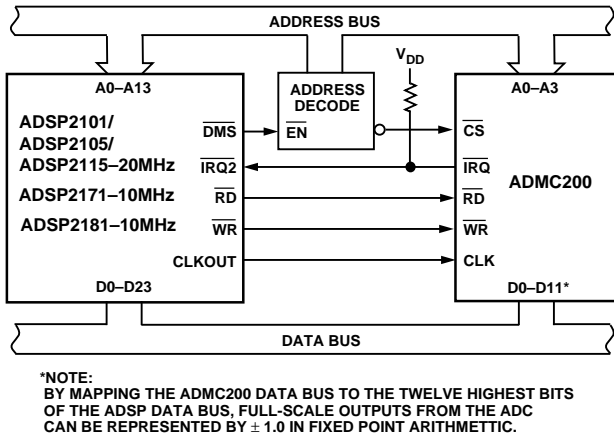 ADDRESS BUS
A0–A13
ADSP2101/
ADSP2105/
ADSP2115–20MHz
ADSP2171–10MHz
ADSP2181–10MHz
DMS
IRQ2
RD
WR
CLKOUT
D0–D23
ADDRESS
DECODE
EN
VDD
A0–A3
CS
IRQ
ADMC200
RD
WR
CLK
D0–D11*
DATA BUS
*NOTE:
BY MAPPING THE ADMC200 DATA BUS TO THE TWELVE HIGHEST BITS
OF THE ADSP DATA BUS, FULL-SCALE OUTPUTS FROM THE ADC
CAN BE REPRESENTED BY ± 1.0 IN FIXED POINT ARITHMETTIC.